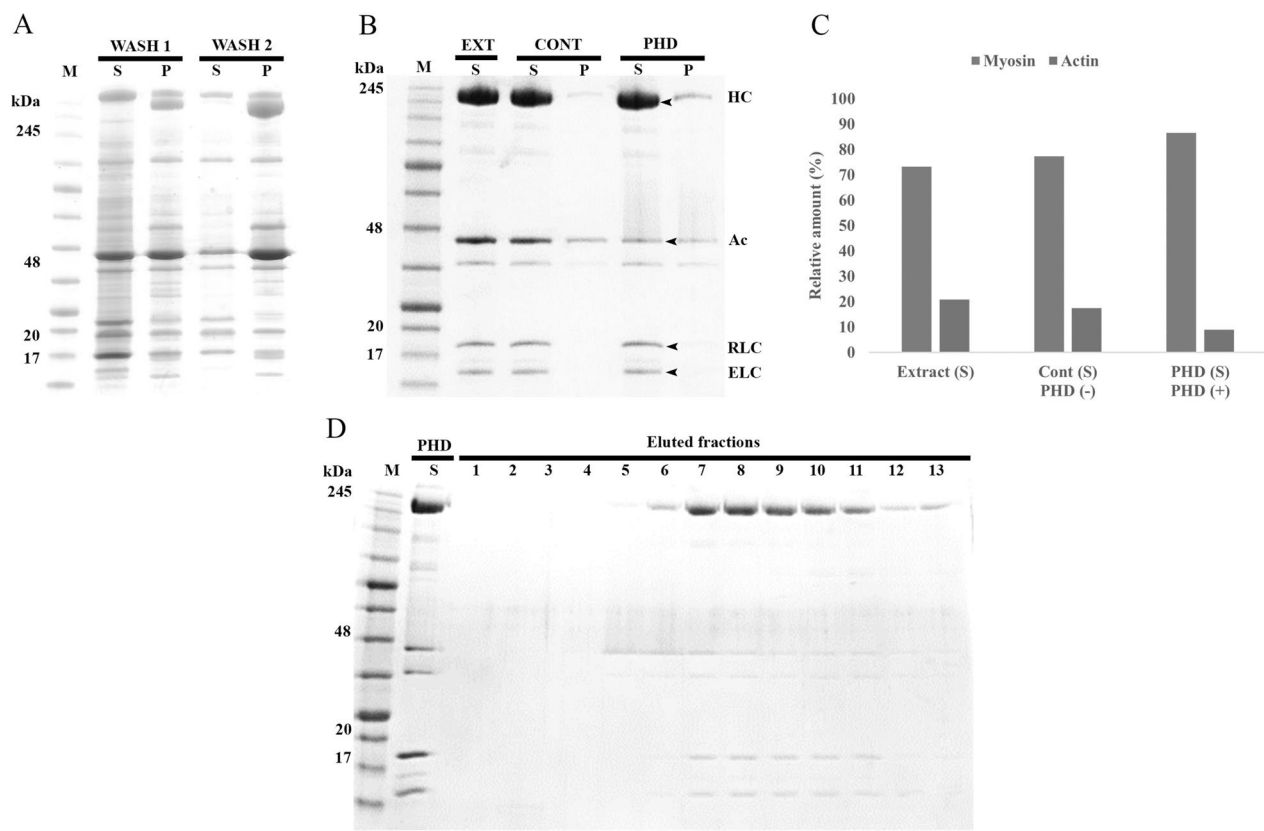 A
WASH 1 WASH 2
M S P S P
kDa
245
48
20
17
B
EXT CONT PHD
kDa M S S P S P
245
48
20
17
HC
Ac
RLC
ELC
C
Myosin Actin
Relative amount (%)
100
90
80
70
60
50
40
30
20
10
0
Extract (S) Cont (S) PHD (S)
PHD (-) PHD (+)
D
PHD Eluted fractions
kDa M S 1 2 3 4 5 6 7 8 9 10 11 12 13
245
48
20
17